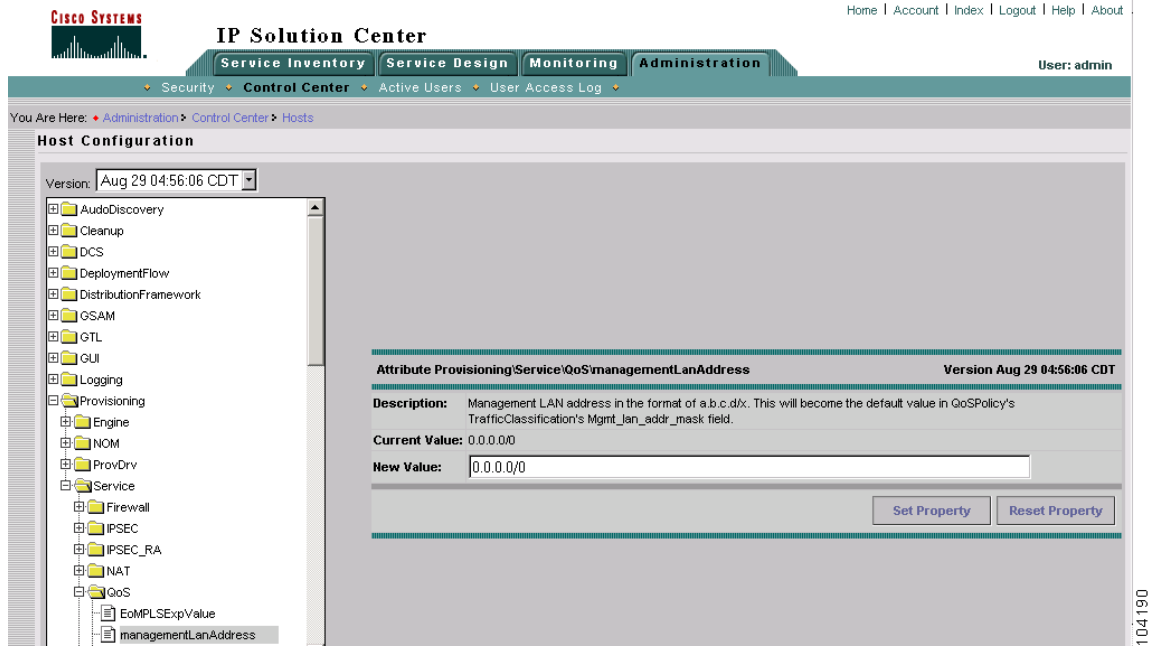 Home | Account | Index | Logout | Help | About
CISCO SYSTEMS
IP Solution Center
Service Inventory Service Design Monitoring Administration
User: admin
Security Control Center Active Users User Access Log
You Are Here: Administration Control Center Hosts
Host Configuration
Version: Aug 29 04:56:06 CDT
AudoDiscovery
Cleanup
DCS
DeploymentFlow
DistributionFramework
GSAM
GTL
GUI
Logging
Provisioning
Engine
NOM
ProvDrv
Service
Firewall
IPSEC
IPSEC_RA
NAT
QoS
EoMPLSExpValue
managementLanAddress
Attribute Provisioning\Service\QoS\managementLanAddress Version Aug 29 04:56:06 CDT
Description: Management LAN address in the format of a.b.c.d/x. This will become the default value in QoSPolicy's
TrafficClassification's Mgmt_lan_addr_mask field.
Current Value: 0.0.0.0/0
New Value: 0.0.0.0/0
Set Property Reset Property
104190